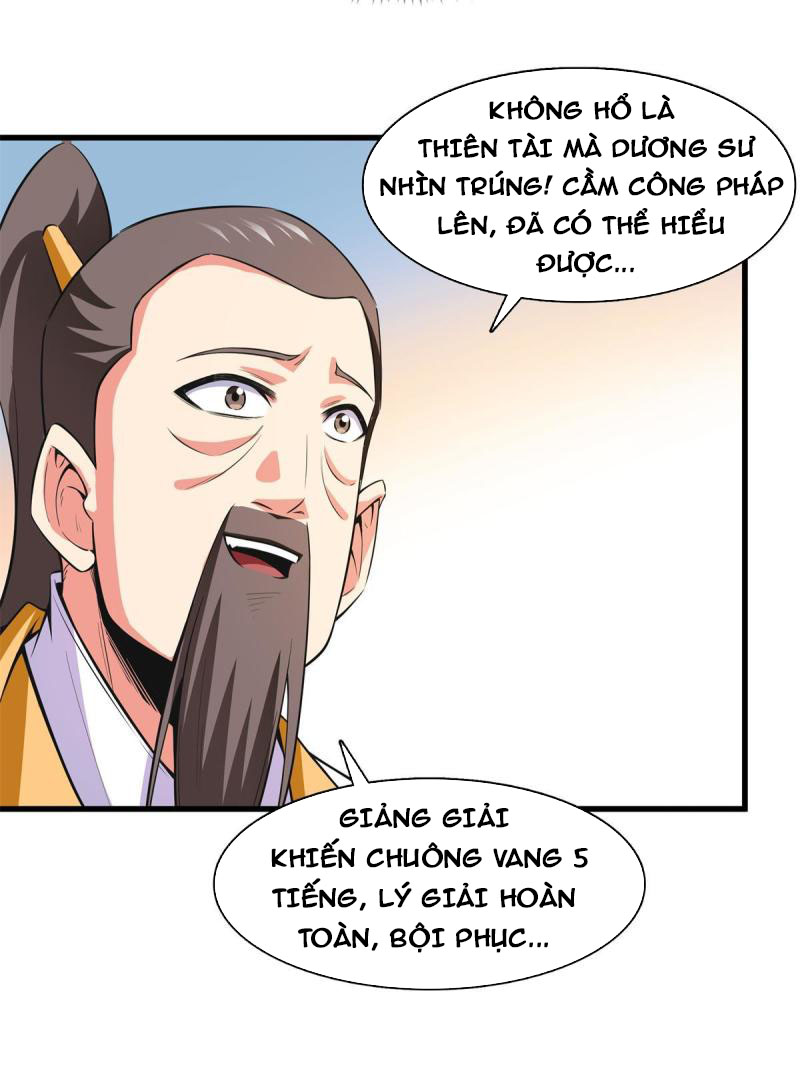 KHÔNG HỔ LÀ
THIÊN TÀI MÀ DƯƠNG SƯ
NHÌN TRÚNG! CẦM CÔNG PHÁP
LÊN, ĐÃ CÓ THỂ HIỂU
ĐƯỢC...
GIẢNG GIẢI
KHIẾN CHUÔNG VANG 5
TIẾNG, LÝ GIẢI HOÀN
TOÀN, BỘI PHỤC...